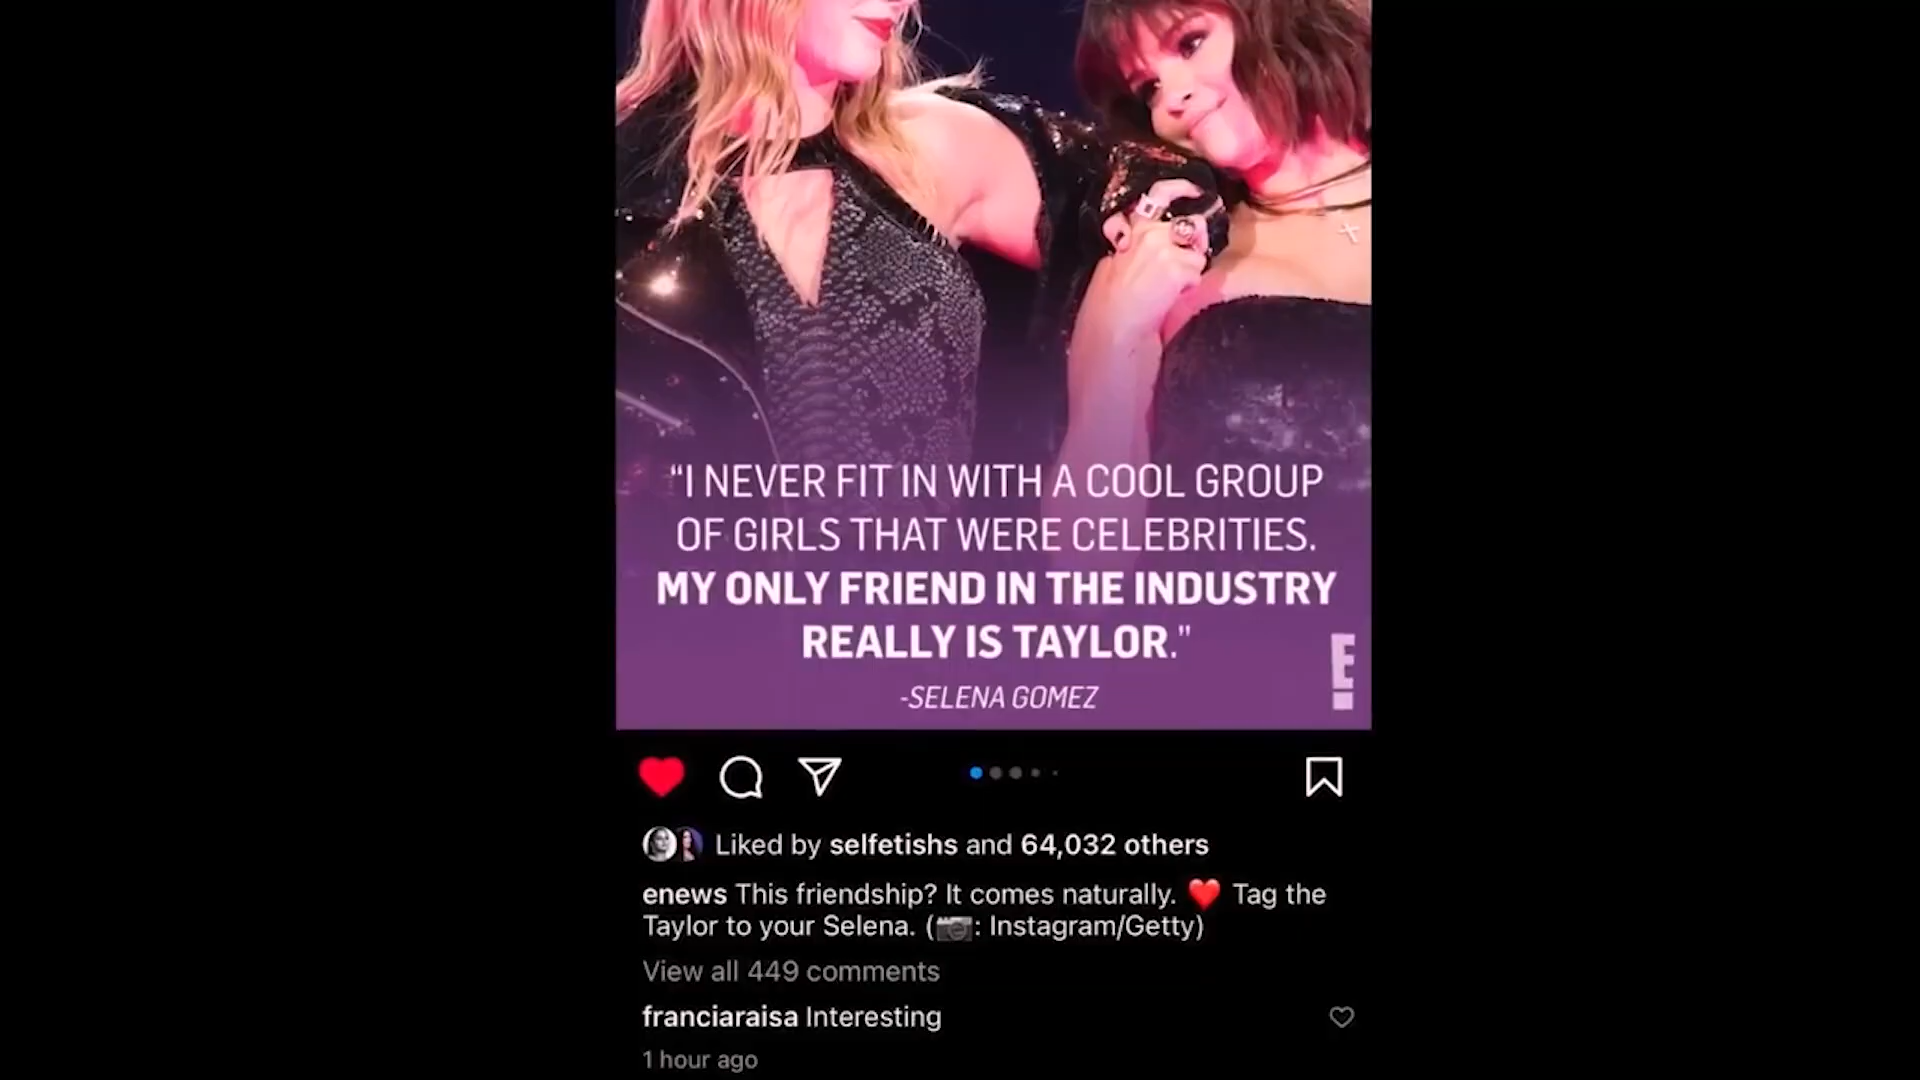 “I NEVER FIT IN WITH A COOL GROUP
OF GIRLS THAT WERE CELEBRITIES.
MY ONLY FRIEND IN THE INDUSTRY
REALLY IS TAYLOR.”
-SELENA GOMEZ
E!
Liked by selfetishs and 64,032 others
enews This friendship? It comes naturally. ❤️ Tag the
Taylor to your Selena. (📷: Instagram/Getty)
View all 449 comments
franciaraisa Interesting
1 hour ago